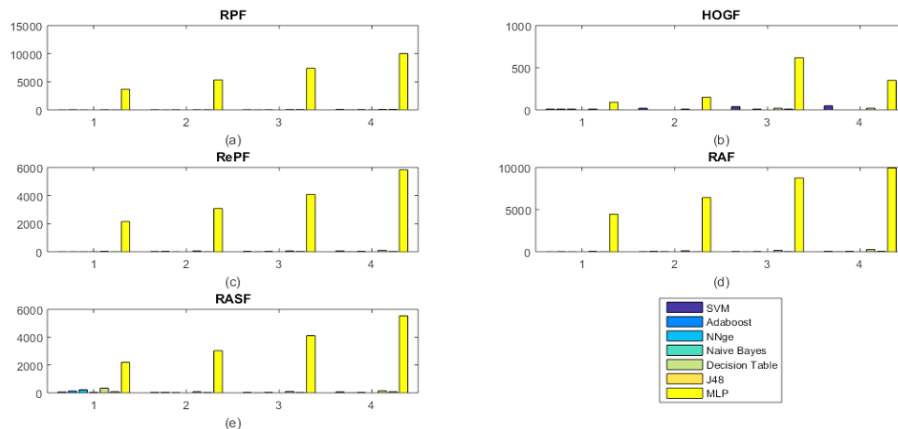 RPF
15000
10000
5000
0
1 2 3 4
(a)
HOGF
1000
500
0
1 2 3 4
(b)
RePF
6000
4000
2000
0
1 2 3 4
(c)
RAF
10000
5000
0
1 2 3 4
(d)
RASF
6000
4000
2000
0
1 2 3 4
(e)
SVM
Adaboost
NNge
Naive Bayes
Decision Table
J48
MLP